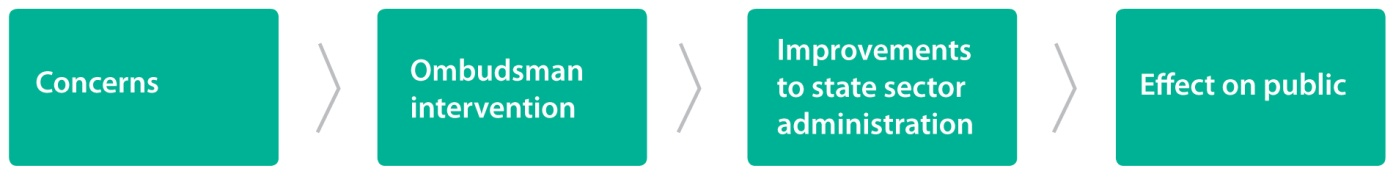 Concerns
Ombudsman
intervention
Improvements
to state sector
administration
Effect on public